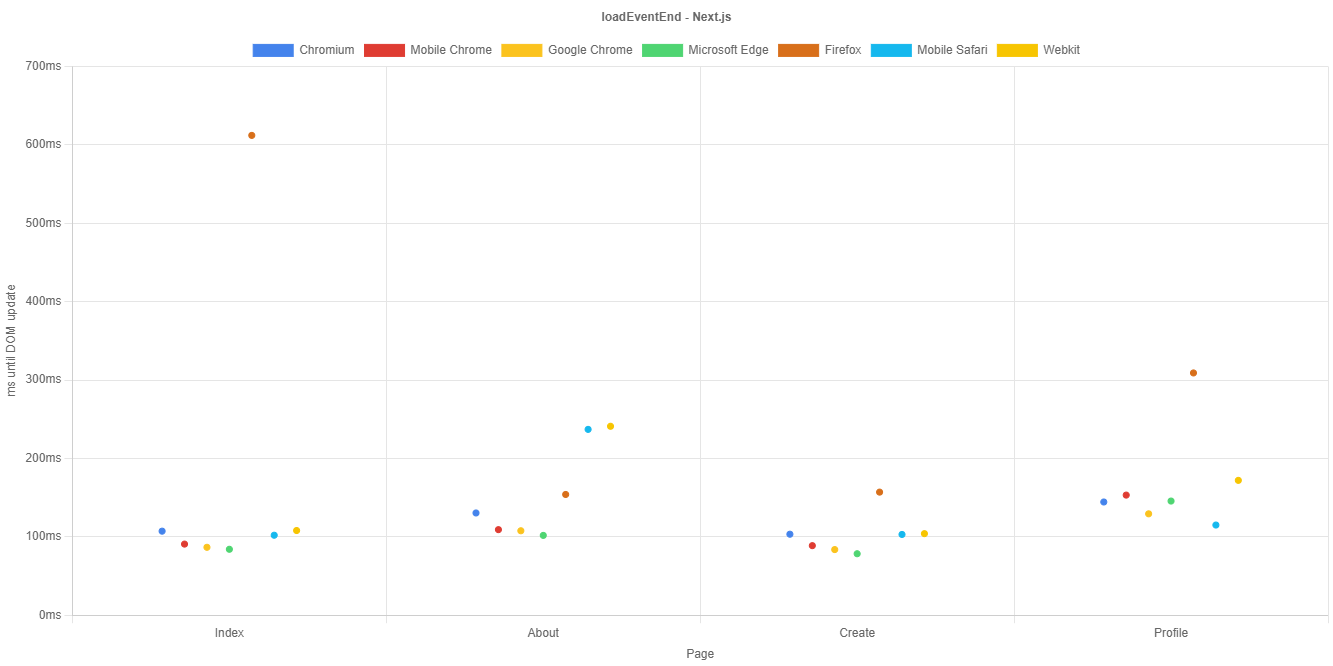 loadEventEnd - Next.js
Chromium Mobile Chrome Google Chrome Microsoft Edge Firefox Mobile Safari Webkit
700ms
600ms
500ms
400ms
300ms
200ms
100ms
0ms
ms until DOM update
Index About Create Profile
Page